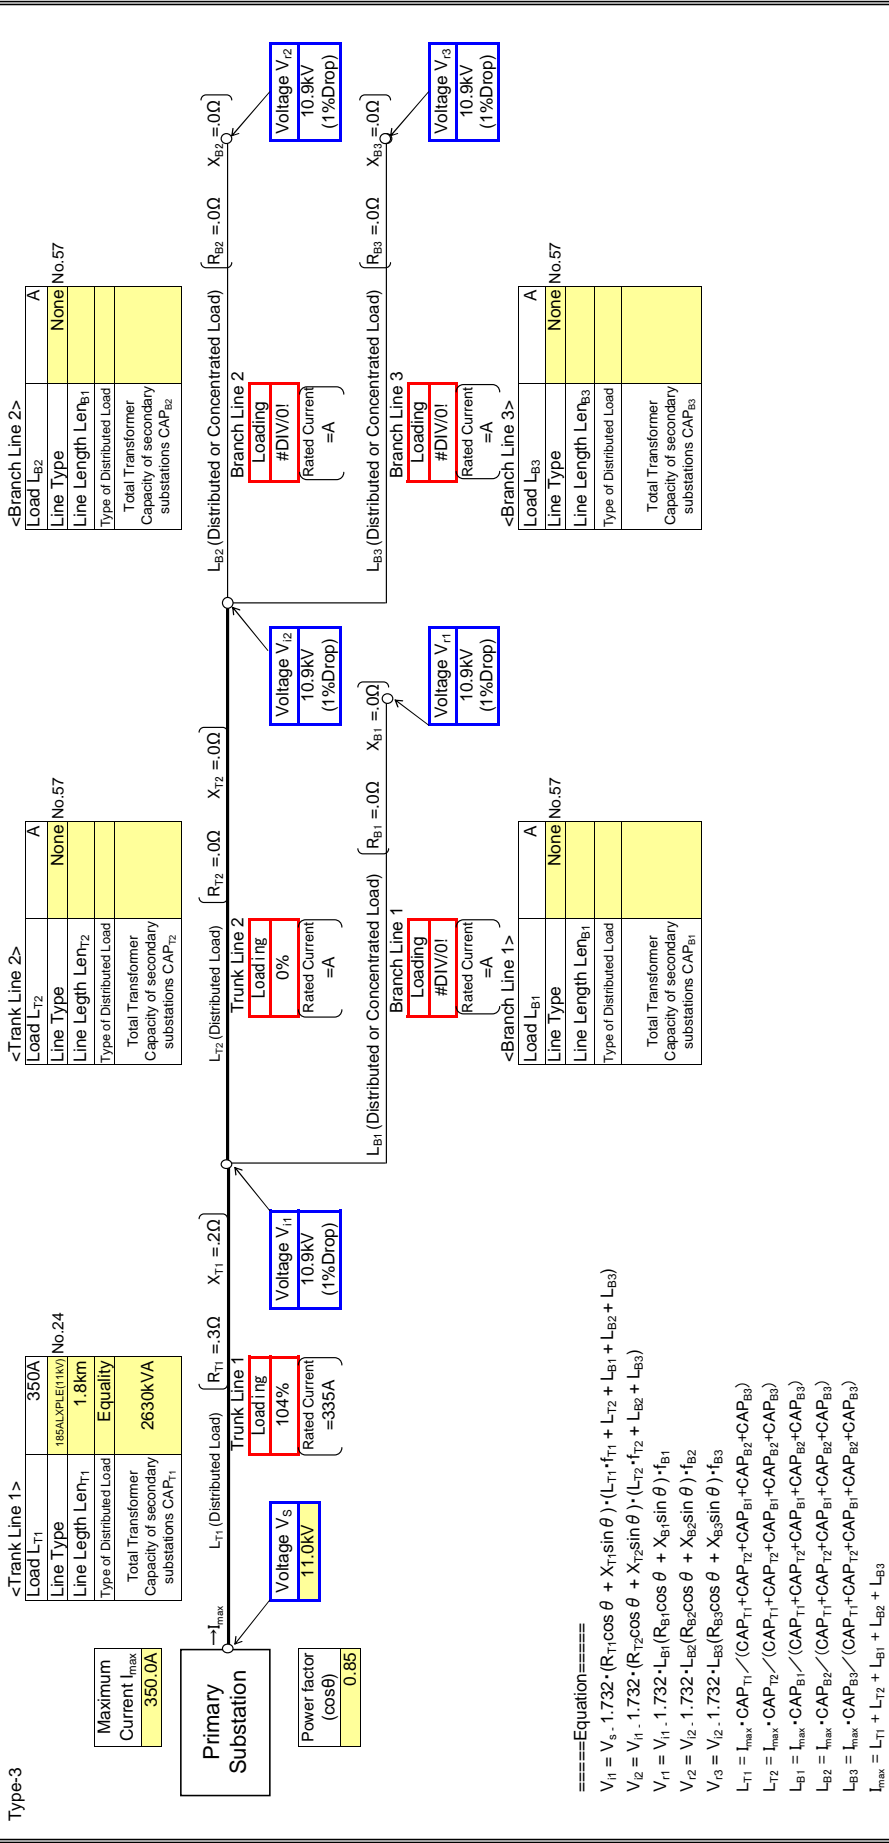 Type-3
<Trank Line 1>
Load L_T1 350A
Line Type 185ALXPLE(11kV) No.24
Line Legth Len_T1 1.8km
Type of Distributed Load Equality
Total Transformer
Capacity of secondary
substations CAP_T1 2630kVA
<Trank Line 2>
Load L_T2 A
Line Type None No.57
Line Legth Len_T2
Type of Distributed Load
Total Transformer
Capacity of secondary
substations CAP_T2
<Branch Line 2>
Load L_B2 A
Line Type None No.57
Line Length Len_B1
Type of Distributed Load
Total Transformer
Capacity of secondary
substations CAP_B2
Maximum
Current I_max
350.0A
Primary
Substation
→I_max
Power factor
(cosθ)
0.85
Voltage V_S
11.0kV
L_T1 (Distributed Load)
R_T1 =.3Ω X_T1 =.2Ω
Trunk Line 1
Loading
104%
Rated Current
=335A
Voltage V_i1
10.9kV
(1%Drop)
L_T2 (Distributed Load)
R_T2 =.0Ω X_T2 =.0Ω
Trunk Line 2
Loading
0%
Rated Current
=A
Voltage V_i2
10.9kV
(1%Drop)
L_B2 (Distributed or Concentrated Load)
R_B2 =.0Ω X_B2 =.0Ω
Branch Line 2
Loading
#DIV/0!
Rated Current
=A
Voltage V_r2
10.9kV
(1%Drop)
L_B1 (Distributed or Concentrated Load)
R_B1 =.0Ω X_B1 =.0Ω
Branch Line 1
Loading
#DIV/0!
Rated Current
=A
Voltage V_r1
10.9kV
(1%Drop)
L_B3 (Distributed or Concentrated Load)
R_B3 =.0Ω X_B3 =.0Ω
Branch Line 3
Loading
#DIV/0!
Rated Current
=A
Voltage V_r3
10.9kV
(1%Drop)
<Branch Line 1>
Load L_B1 A
Line Type None No.57
Line Length Len_B1
Type of Distributed Load
Total Transformer
Capacity of secondary
substations CAP_B1
<Branch Line 3>
Load L_B3 A
Line Type None No.57
Line Length Len_B3
Type of Distributed Load
Total Transformer
Capacity of secondary
substations CAP_B3
=====Equation=====
V_i1 = V_s - 1.732・(R_T1cosθ + X_T1sinθ)・(L_T1・f_T1 + L_T2 + L_B1 + L_B2 + L_B3)
V_i2 = V_i1 - 1.732・(R_T2cosθ + X_T2sinθ)・(L_T2・f_T2 + L_B2 + L_B3)
V_r1 = V_i1 - 1.732・L_B1(R_B1cosθ + X_B1sinθ)・f_B1
V_r2 = V_i2 - 1.732・L_B2(R_B2cosθ + X_B2sinθ)・f_B2
V_r3 = V_i2 - 1.732・L_B3(R_B3cosθ + X_B3sinθ)・f_B3
L_T1 = I_max・CAP_T1／(CAP_T1+CAP_T2+CAP_B1+CAP_B2+CAP_B3)
L_T2 = I_max・CAP_T2／(CAP_T1+CAP_T2+CAP_B1+CAP_B2+CAP_B3)
L_B1 = I_max・CAP_B1／(CAP_T1+CAP_T2+CAP_B1+CAP_B2+CAP_B3)
L_B2 = I_max・CAP_B2／(CAP_T1+CAP_T2+CAP_B1+CAP_B2+CAP_B3)
L_B3 = I_max・CAP_B3／(CAP_T1+CAP_T2+CAP_B1+CAP_B2+CAP_B3)
I_max = L_T1 + L_T2 + L_B1 + L_B2 + L_B3